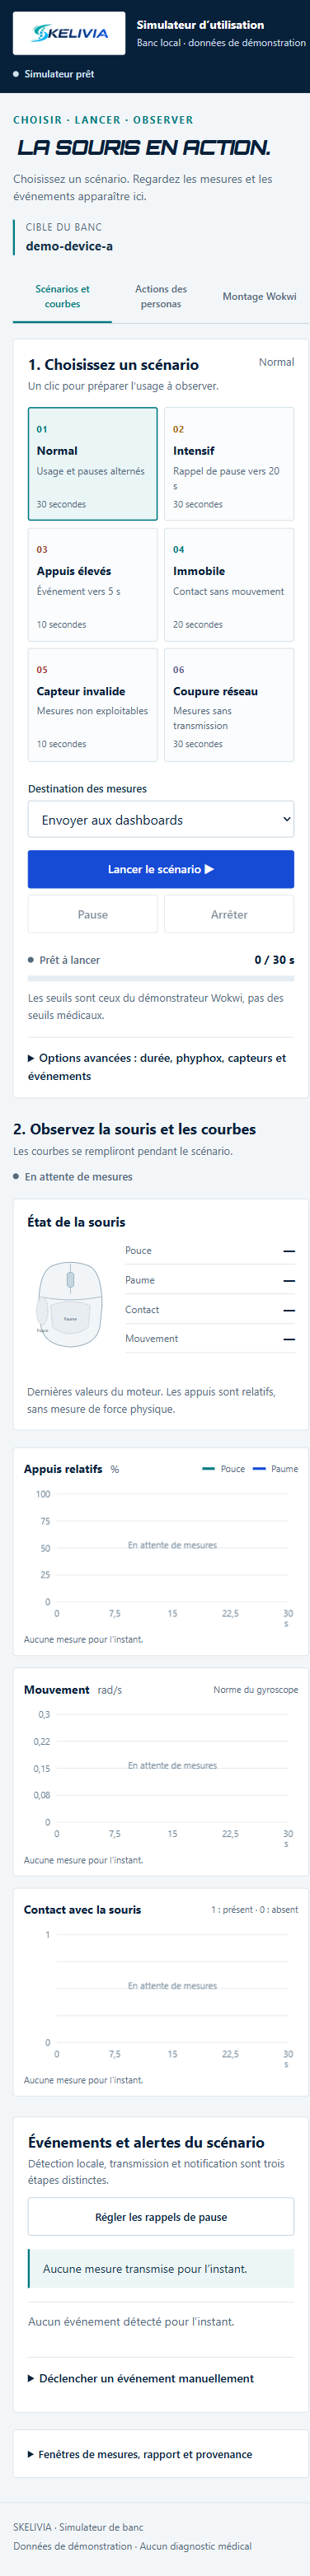 SKELIVIA
Simulateur d'utilisation
Banc local · données de démonstration
Simulateur prêt
CHOISIR · LANCER · OBSERVER
LA SOURIS EN ACTION.
Choisissez un scénario. Regardez les mesures et les
événements apparaître ici.
CIBLE DU BANC
demo-device-a
Scénarios et
courbes
Actions des
personas
Montage Wokwi
1. Choisissez un scénario
Normal
Un clic pour préparer l'usage à observer.
01
Normal
Usage et pauses alternés
30 secondes
02
Intensif
Rappel de pause vers 20
s
30 secondes
03
Appuis élevés
Événement vers 5 s
10 secondes
04
Immobile
Contact sans mouvement
20 secondes
05
Capteur invalide
Mesures non exploitables
10 secondes
06
Coupure réseau
Mesures sans
transmission
30 secondes
Destination des mesures
Envoyer aux dashboards
Lancer le scénario ▶
Pause
Arrêter
Prêt à lancer
0 / 30 s
Les seuils sont ceux du démonstrateur Wokwi, pas des
seuils médicaux.
▶ Options avancées : durée, phyphox, capteurs et
événements
2. Observez la souris et les courbes
Les courbes se rempliront pendant le scénario.
En attente de mesures
État de la souris
Pouce
Paume
Pouce —
Paume —
Contact —
Mouvement —
Dernières valeurs du moteur. Les appuis sont relatifs,
sans mesure de force physique.
Appuis relatifs %
Pouce
Paume
100
75
50
25
0
En attente de mesures
0 7,5 15 22,5 30
s
Aucune mesure pour l'instant.
Mouvement rad/s
Norme du gyroscope
0,3
0,22
0,15
0,08
0
En attente de mesures
0 7,5 15 22,5 30
s
Aucune mesure pour l'instant.
Contact avec la souris
1 : présent · 0 : absent
1
0
En attente de mesures
0 7,5 15 22,5 30
s
Aucune mesure pour l'instant.
Événements et alertes du scénario
Détection locale, transmission et notification sont trois
étapes distinctes.
Régler les rappels de pause
Aucune mesure transmise pour l'instant.
Aucun événement détecté pour l'instant.
▶ Déclencher un événement manuellement
▶ Fenêtres de mesures, rapport et provenance
SKELIVIA · Simulateur de banc
Données de démonstration · Aucun diagnostic médical